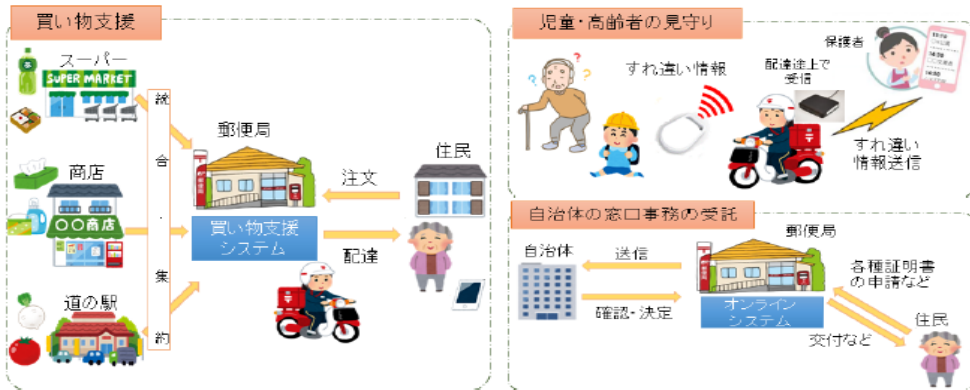 買い物支援
スーパー
SUPER MARKET
商店
〇〇商店
道の駅
統合・集約
郵便局
買い物支援
システム
注文
配達
住民
児童・高齢者の見守り
すれ違い情報
配達途上で
受信
保護者
すれ違い
情報送信
自治体の窓口事務の受託
自治体
送信
確認・決定
郵便局
オンライン
システム
各種証明書
の申請など
交付など
住民